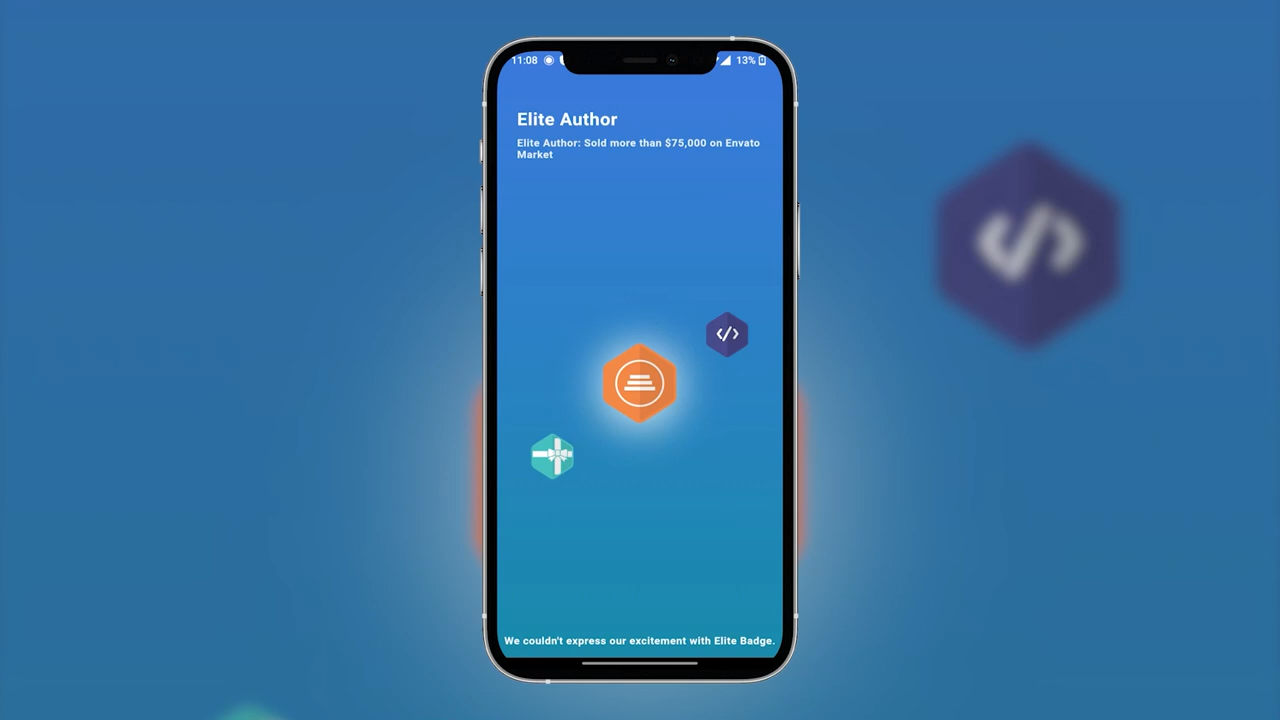 11:08
13%
Elite Author
Elite Author: Sold more than $75,000 on Envato
Market
</>
</>
We couldn't express our excitement with Elite Badge.